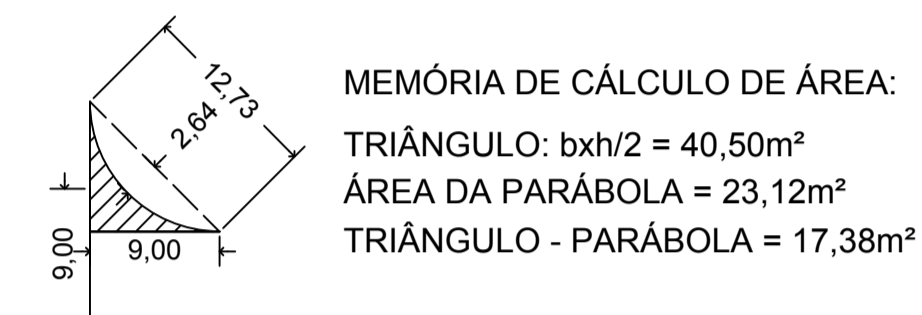 12,73
2,64
9,00
9,00
MEMÓRIA DE CÁLCULO DE ÁREA:
TRIÂNGULO: bxh/2 = 40,50m²
ÁREA DA PARÁBOLA = 23,12m²
TRIÂNGULO - PARÁBOLA = 17,38m²